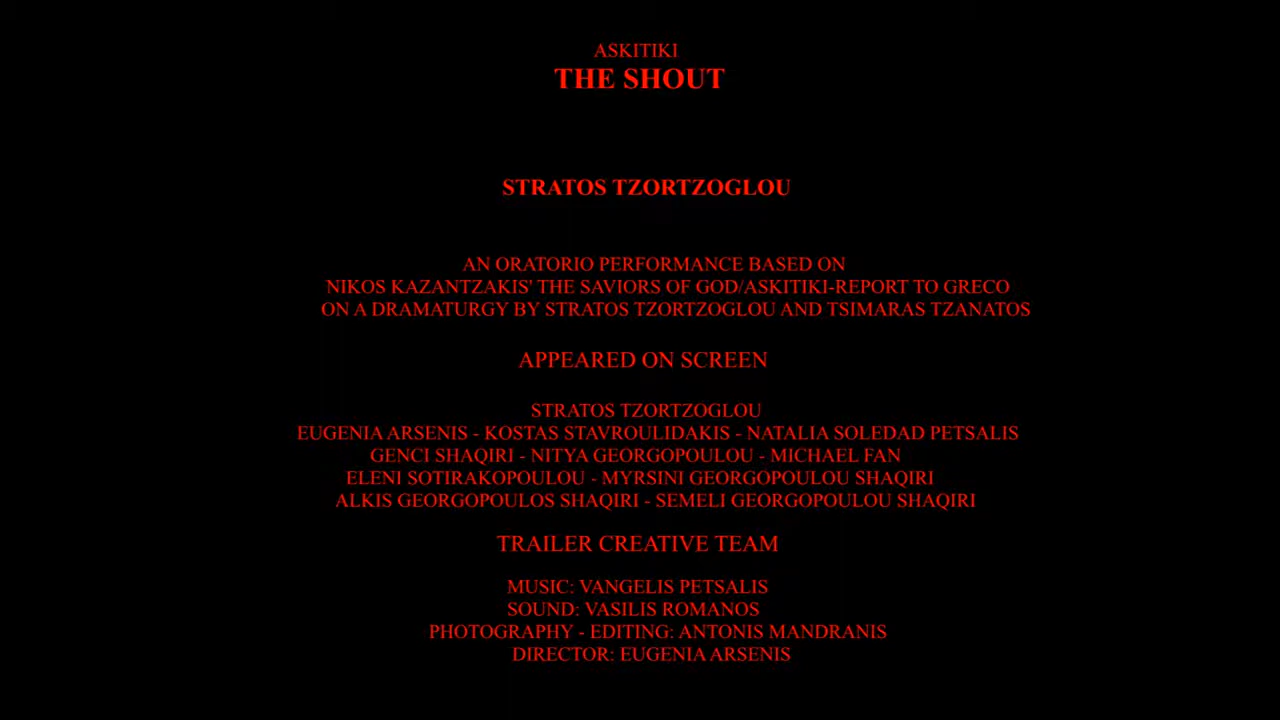 ASKITIKI
THE SHOUT
STRATOS TZORTZOGLOU
AN ORATORIO PERFORMANCE BASED ON
NIKOS KAZANTZAKIS' THE SAVIORS OF GOD/ASKITIKI-REPORT TO GRECO
ON A DRAMATURGY BY STRATOS TZORTZOGLOU AND TSIMARAS TZANATOS
APPEARED ON SCREEN
STRATOS TZORTZOGLOU
EUGENIA ARSENIS - KOSTAS STAVROULIDAKIS - NATALIA SOLEDAD PETSALIS
GENCI SHAQIRI - NITYA GEORGOPOULOU - MICHAEL FAN
ELENI SOTIRAKOPOULOU - MYRSINI GEORGOPOULOU SHAQIRI
ALKIS GEORGOPOULOS SHAQIRI - SEMELI GEORGOPOULOU SHAQIRI
TRAILER CREATIVE TEAM
MUSIC: VANGELIS PETSALIS
SOUND: VASILIS ROMANOS
PHOTOGRAPHY - EDITING: ANTONIS MANDRANIS
DIRECTOR: EUGENIA ARSENIS